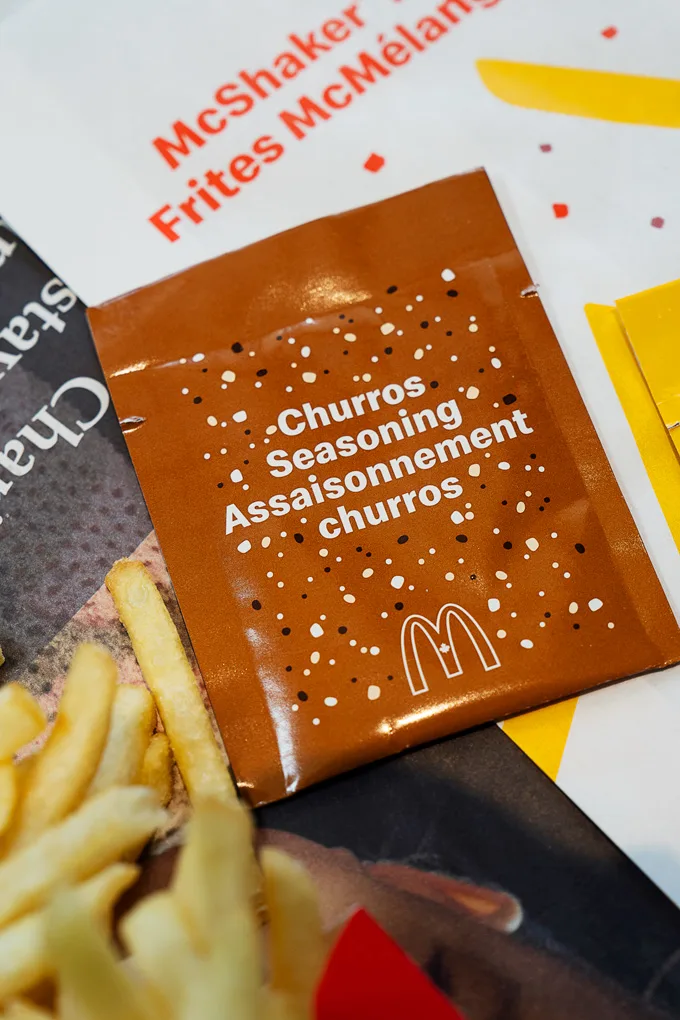 McShaker
Frites McMélang
Churros
Seasoning
Assaisonnement
churros